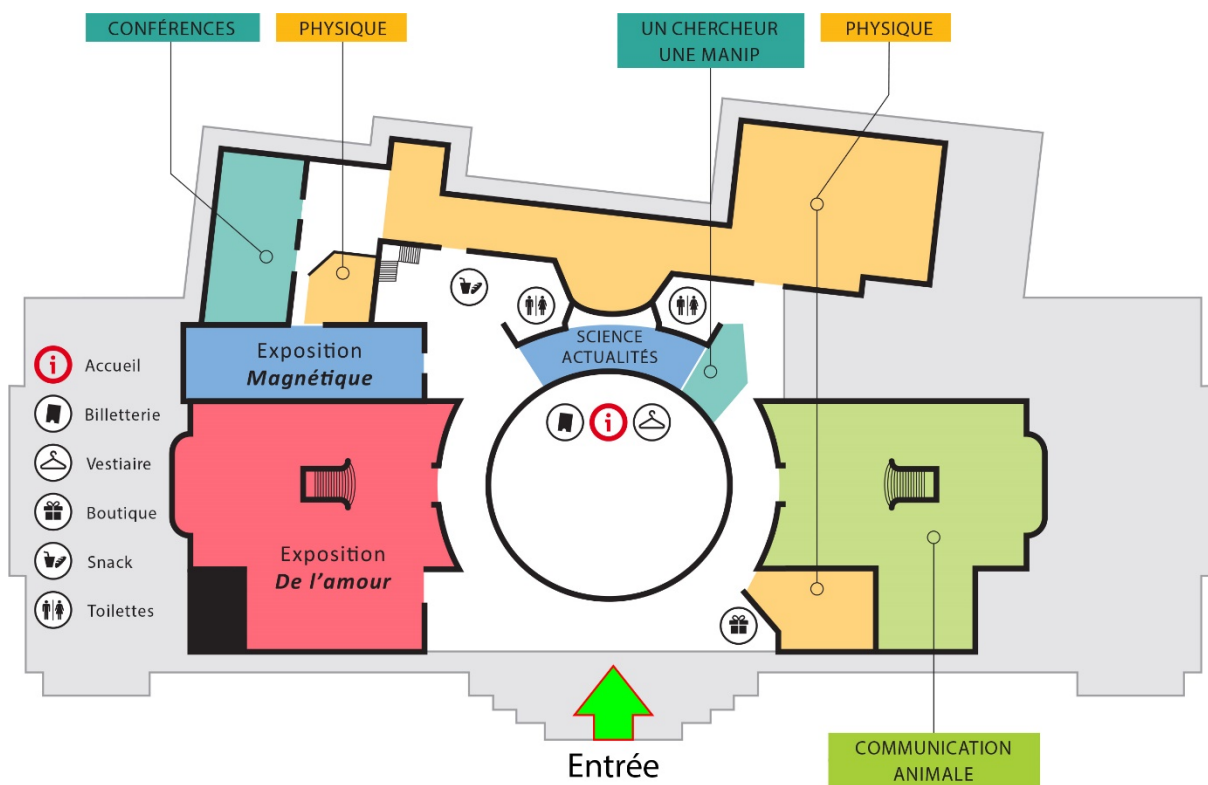 CONFÉRENCES
PHYSIQUE
UN CHERCHEUR
UNE MANIP
PHYSIQUE
SCIENCE
ACTUALITÉS
Exposition
Magnétique
Accueil
Billetterie
Vestiaire
Boutique
Snack
Toilettes
Exposition
De l'amour
Entrée
COMMUNICATION
ANIMALE